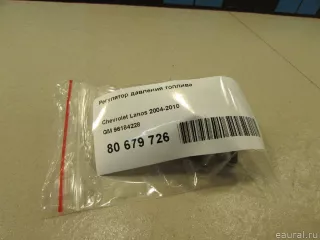 Регулятор давления топлива
Chevrolet Lanos 2004-2010
GM 96184228
80 679 726
© eaural.ru